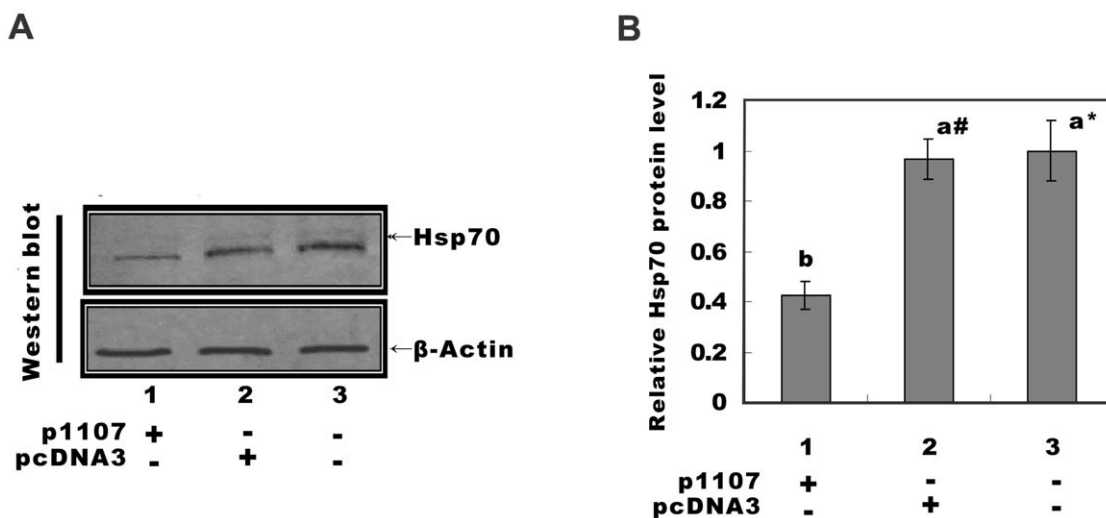 A
Western blot
Hsp70
β-Actin
1 2 3
p1107 + - -
pcDNA3 - + -
B
Relative Hsp70 protein level
1.2
1
0.8
0.6
0.4
0.2
0
b
a#
a*
1 2 3
p1107 + - -
pcDNA3 - + -